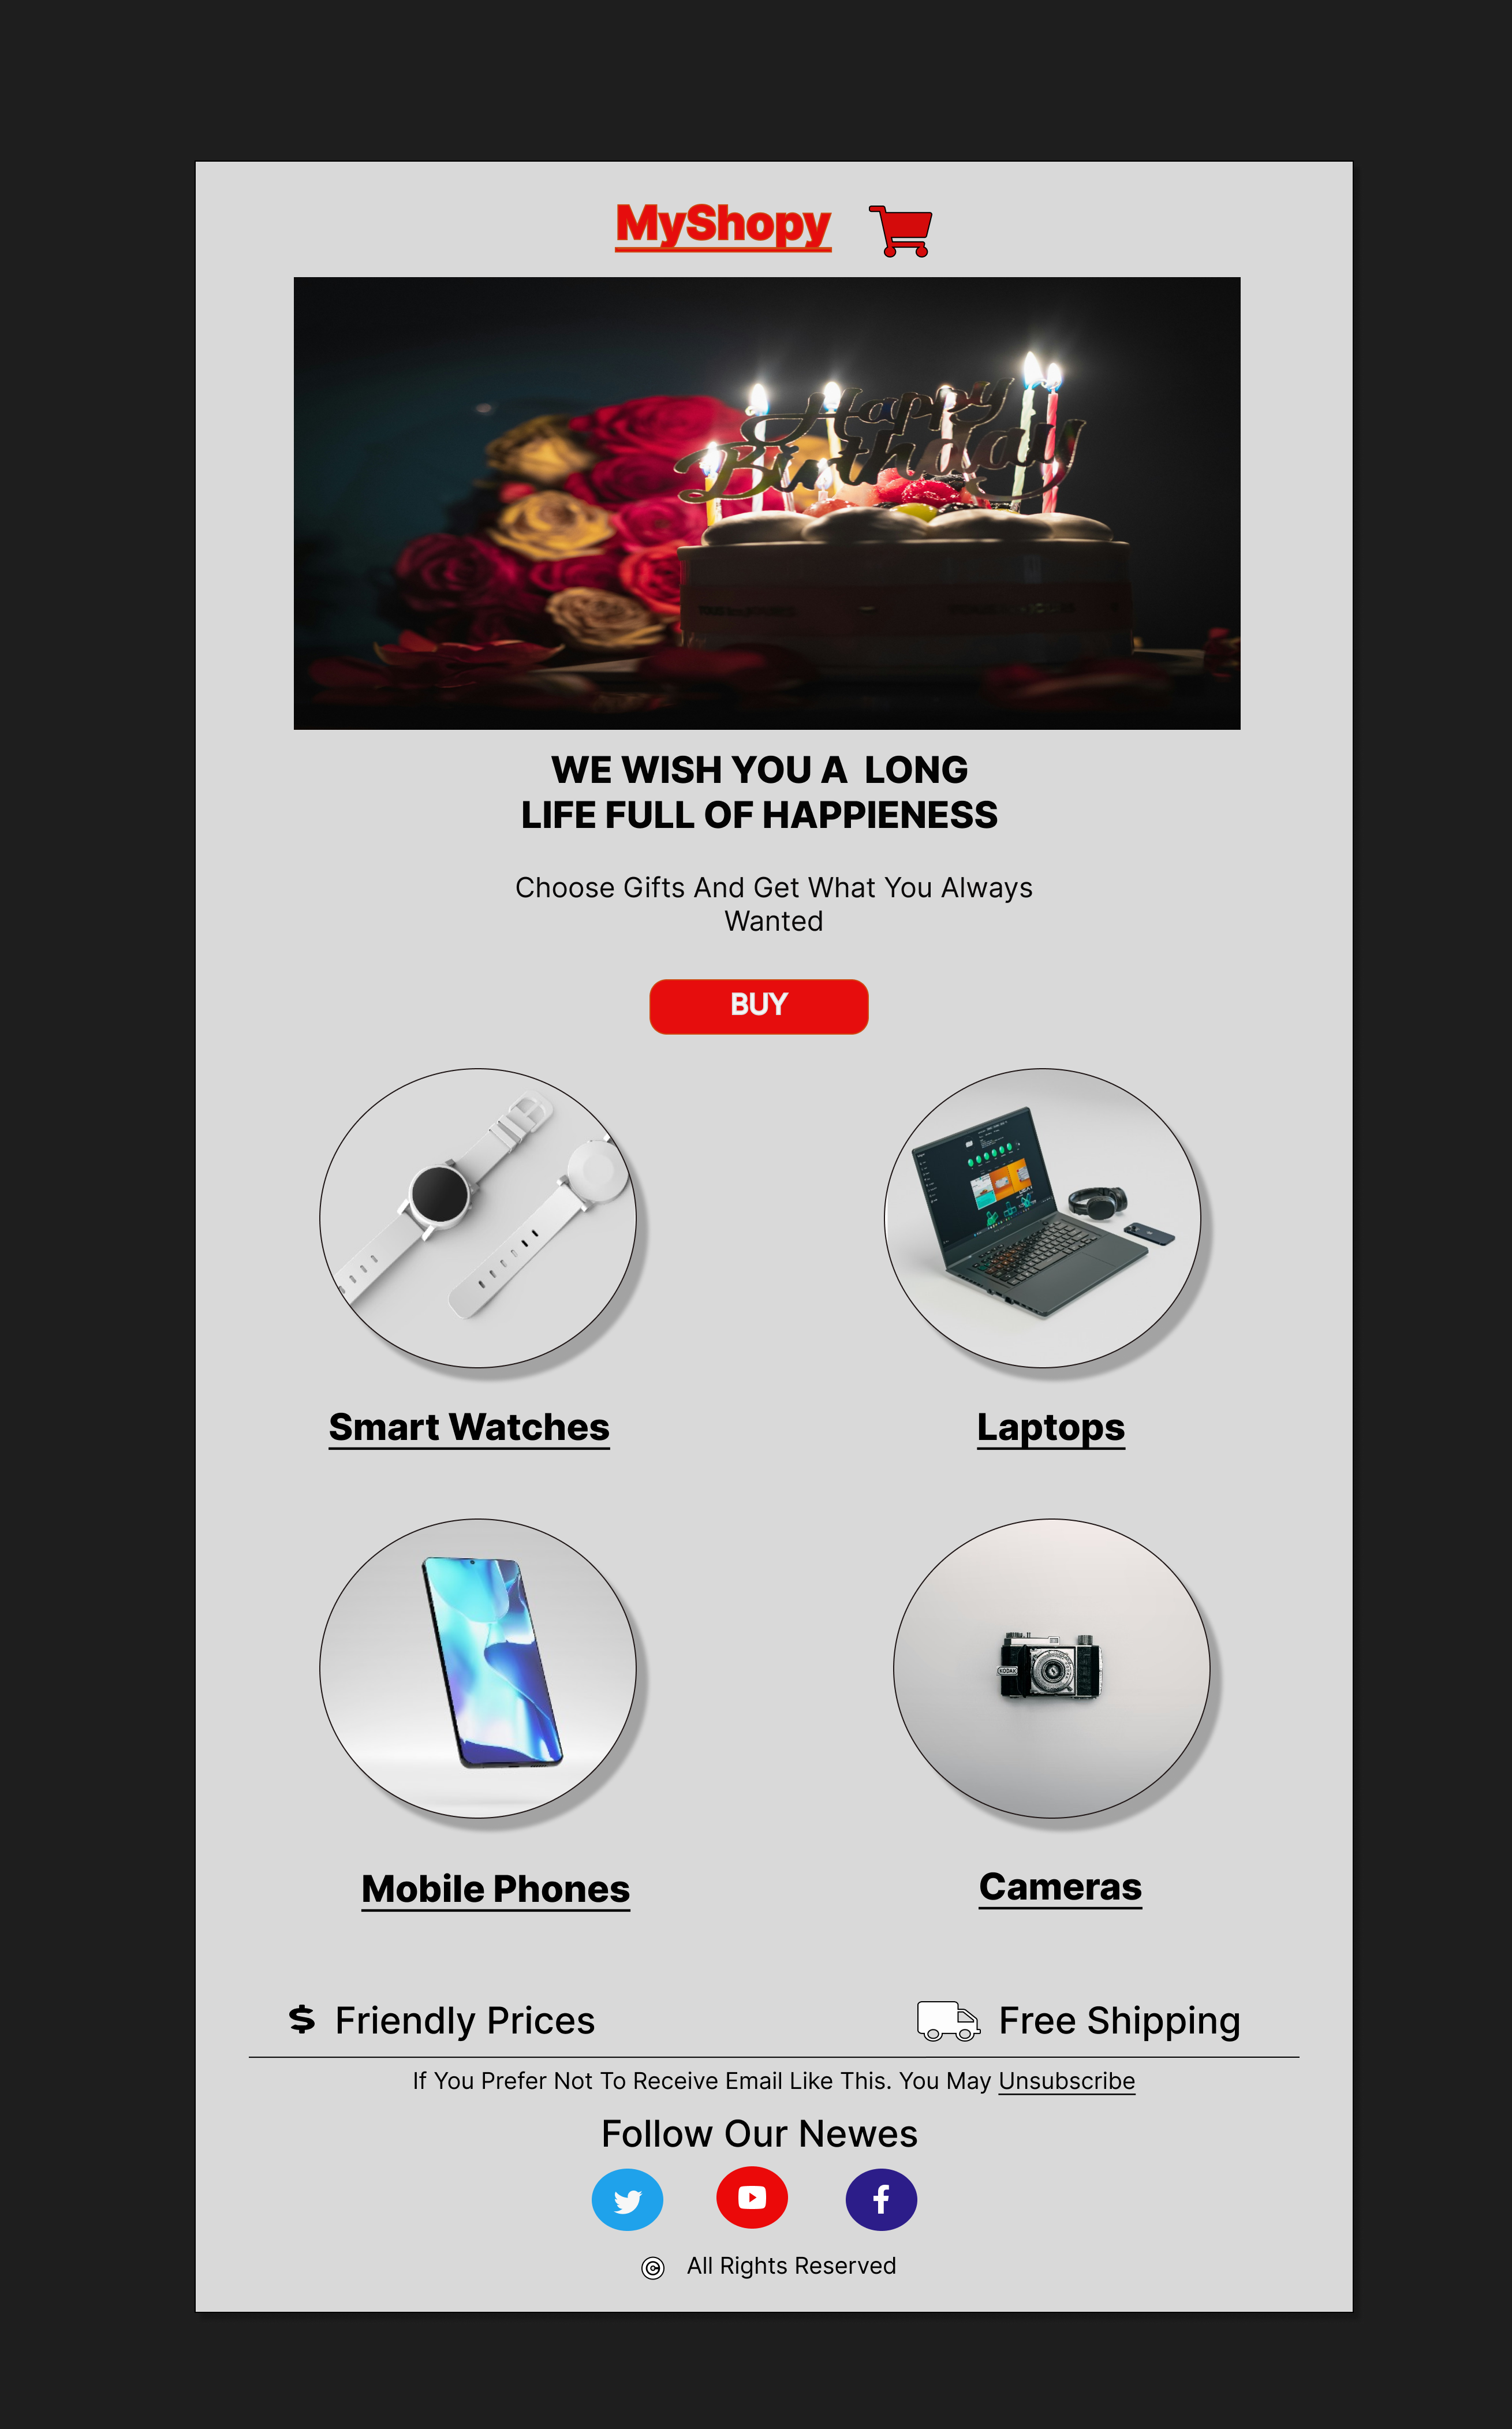 MyShopy
Happy
Birthday
WE WISH YOU A  LONG
LIFE FULL OF HAPPIENESS
Choose Gifts And Get What You Always
Wanted
BUY
Smart Watches
Laptops
KODAK
Mobile Phones
Cameras
$ Friendly Prices
Free Shipping
If You Prefer Not To Receive Email Like This. You May Unsubscribe
Follow Our Newes
© All Rights Reserved